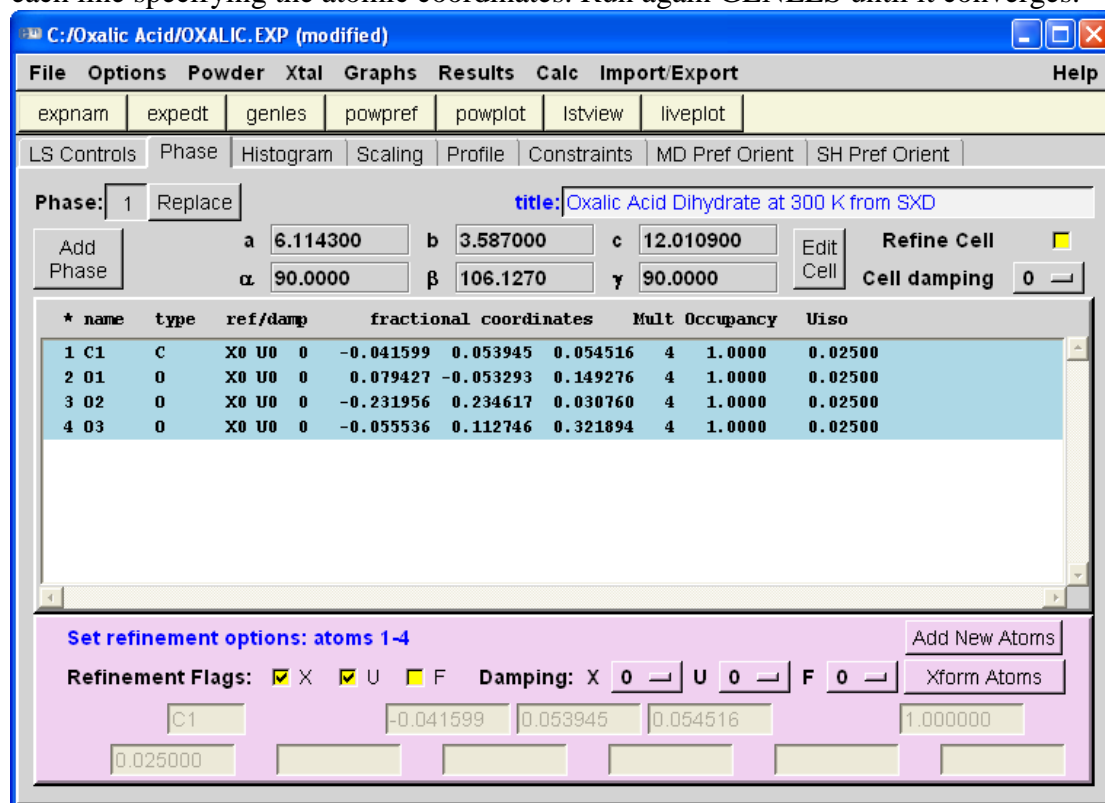 each line specifying the atomic coordinates. Run again GENLES until it converges.
C:/Oxalic Acid/OXALIC.EXP (modified)
File Options Powder Xtal Graphs Results Calc Import/Export Help
expnam expedt genles powpref powplot lstview liveplot
LS Controls Phase Histogram Scaling Profile Constraints MD Pref Orient SH Pref Orient
Phase: 1 Replace title: Oxalic Acid Dihydrate at 300 K from SXD
Add Phase a 6.114300 b 3.587000 c 12.010900 Edit Cell Refine Cell
α 90.0000 β 106.1270 γ 90.0000 Cell damping 0
* name type ref/damp fractional coordinates Mult Occupancy Uiso
1 C1 C X0 U0 0 -0.041599 0.053945 0.054516 4 1.0000 0.02500
2 O1 O X0 U0 0 0.079427 -0.053293 0.149276 4 1.0000 0.02500
3 O2 O X0 U0 0 -0.231956 0.234617 0.030760 4 1.0000 0.02500
4 O3 O X0 U0 0 -0.055536 0.112746 0.321894 4 1.0000 0.02500
Set refinement options: atoms 1-4 Add New Atoms
Refinement Flags: X U F Damping: X 0 U 0 F 0 Xform Atoms
C1 -0.041599 0.053945 0.054516 1.000000
0.025000